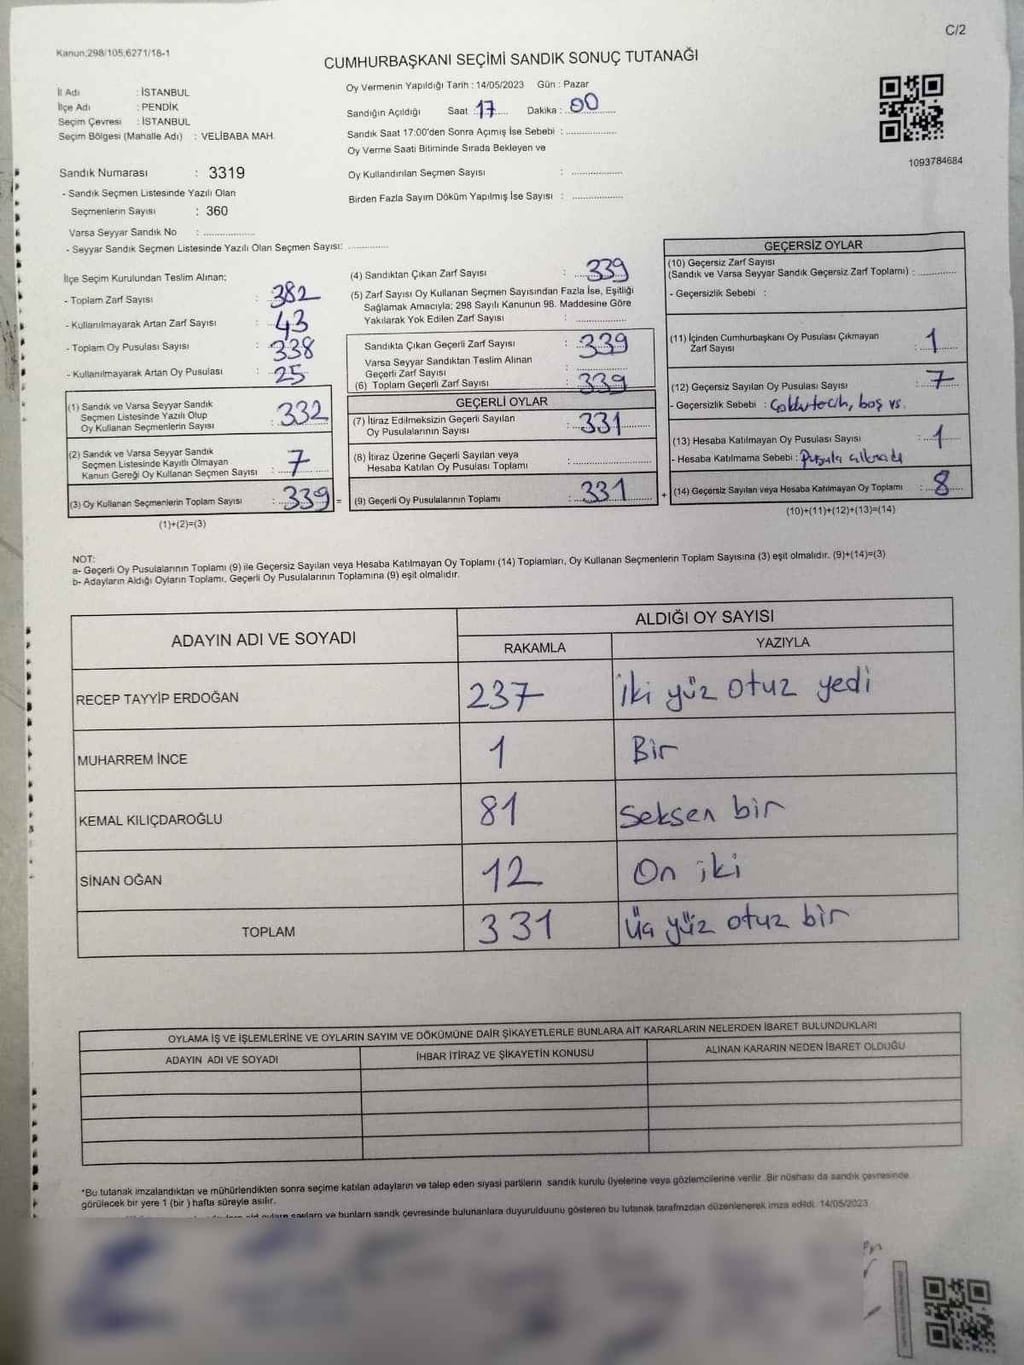 C/2
Kanun;298/105;6271/18-1
CUMHURBAŞKANI SEÇİMİ SANDIK SONUÇ TUTANAĞI
İl Adı : İSTANBUL
İlçe Adı : PENDİK
Seçim Çevresi : İSTANBUL
Seçim Bölgesi (Mahalle Adı) : VELİBABA MAH.
Oy Vermenin Yapıldığı Tarih : 14/05/2023 Gün : Pazar
Sandığın Açıldığı Saat : 17 Dakika : 00
Sandık Saat 17:00'den Sonra Açılmış İse Sebebi :
Oy Verme Saati Bitiminde Sırada Bekleyen ve
Oy Kullandırılan Seçmen Sayısı :
Birden Fazla Sayım Döküm Yapılmış İse Sayısı :
1093784684
Sandık Numarası : 3319
- Sandık Seçmen Listesinde Yazılı Olan
Seçmenlerin Sayısı : 360
Varsa Seyyar Sandık No :
- Seyyar Sandık Seçmen Listesinde Yazılı Olan Seçmen Sayısı:
İlçe Seçim Kurulundan Teslim Alınan;
- Toplam Zarf Sayısı : 382
- Kullanılmayarak Artan Zarf Sayısı : 43
- Toplam Oy Pusulası Sayısı : 338
- Kullanılmayarak Artan Oy Pusulası : 25
(1) Sandık ve Varsa Seyyar Sandık
Seçmen Listesinde Yazılı Olup
Oy Kullanan Seçmenlerin Sayısı : 332
(2) Sandık ve Varsa Seyyar Sandık
Seçmen Listesinde Kayıtlı Olmayan
Kanun Gereği Oy Kullanan Seçmen Sayısı : 7
(3) Oy Kullanan Seçmenlerin Toplam Sayısı : 339 =
(1)+(2)=(3)
(4) Sandıktan Çıkan Zarf Sayısı : 339
(5) Zarf Sayısı Oy Kullanan Seçmen Sayısından Fazla İse, Eşitliği
Sağlamak Amacıyla; 298 Sayılı Kanunun 98. Maddesine Göre
Yakılarak Yok Edilen Zarf Sayısı :
Sandıkta Çıkan Geçerli Zarf Sayısı : 339
Varsa Seyyar Sandıktan Teslim Alınan
Geçerli Zarf Sayısı :
(6) Toplam Geçerli Zarf Sayısı : 339
GEÇERLİ OYLAR
(7) İtiraz Edilmeksizin Geçerli Sayılan
Oy Pusulalarının Sayısı : 331
(8) İtiraz Üzerine Geçerli Sayılan veya
Hesaba Katılan Oy Pusulası Toplamı :
(9) Geçerli Oy Pusulalarının Toplamı : 331 +
GEÇERSİZ OYLAR
(10) Geçersiz Zarf Sayısı
(Sandık ve Varsa Seyyar Sandık Geçersiz Zarf Toplamı) :
- Geçersizlik Sebebi :
(11) İçinden Cumhurbaşkanı Oy Pusulası Çıkmayan
Zarf Sayısı : 1
(12) Geçersiz Sayılan Oy Pusulası Sayısı : 7
- Geçersizlik Sebebi : boş vs.
(13) Hesaba Katılmayan Oy Pusulası Sayısı : 1
- Hesaba Katılmama Sebebi : Pusula
(14) Geçersiz Sayılan veya Hesaba Katılmayan Oy Toplamı : 8
(10)+(11)+(12)+(13)=(14)
NOT:
a- Geçerli Oy Pusulalarının Toplamı (9) ile Geçersiz Sayılan veya Hesaba Katılmayan Oy Toplamı (14) Toplamları, Oy Kullanan Seçmenlerin Toplam Sayısına (3) eşit olmalıdır. (9)+(14)=(3)
b- Adayların Aldığı Oyların Toplamı, Geçerli Oy Pusulalarının Toplamına (9) eşit olmalıdır.
ADAYIN ADI VE SOYADI
ALDIĞI OY SAYISI
RAKAMLA YAZIYLA
RECEP TAYYİP ERDOĞAN 237 iki yüz otuz yedi
MUHARREM İNCE 1 Bir
KEMAL KILIÇDAROĞLU 81 Seksen bir
SİNAN OĞAN 12 On iki
TOPLAM 331 Üç yüz otuz bir
OYLAMA İŞ VE İŞLEMLERİNE VE OYLARIN SAYIM VE DÖKÜMÜNE DAİR ŞİKAYETLERLE BUNLARA AİT KARARLARIN NELERDEN İBARET BULUNDUKLARI
ADAYIN ADI VE SOYADI İHBAR İTİRAZ VE ŞİKAYETİN KONUSU ALINAN KARARIN NEDEN İBARET OLDUĞU
*Bu tutanak imzalandıktan ve mühürlendikten sonra seçime katılan adayların ve talep eden siyasi partilerin sandık kurulu üyelerine veya gözlemcilerine verilir. Bir nüshası da sandık çevresinde
görülecek bir yere 1 (bir ) hafta süreyle asılır.
bunların sandık çevresinde bulunanlara duyurulduunu gösteren bu tutanak tarafımızdan düzenlenerek imza edildi. 14/05/2023